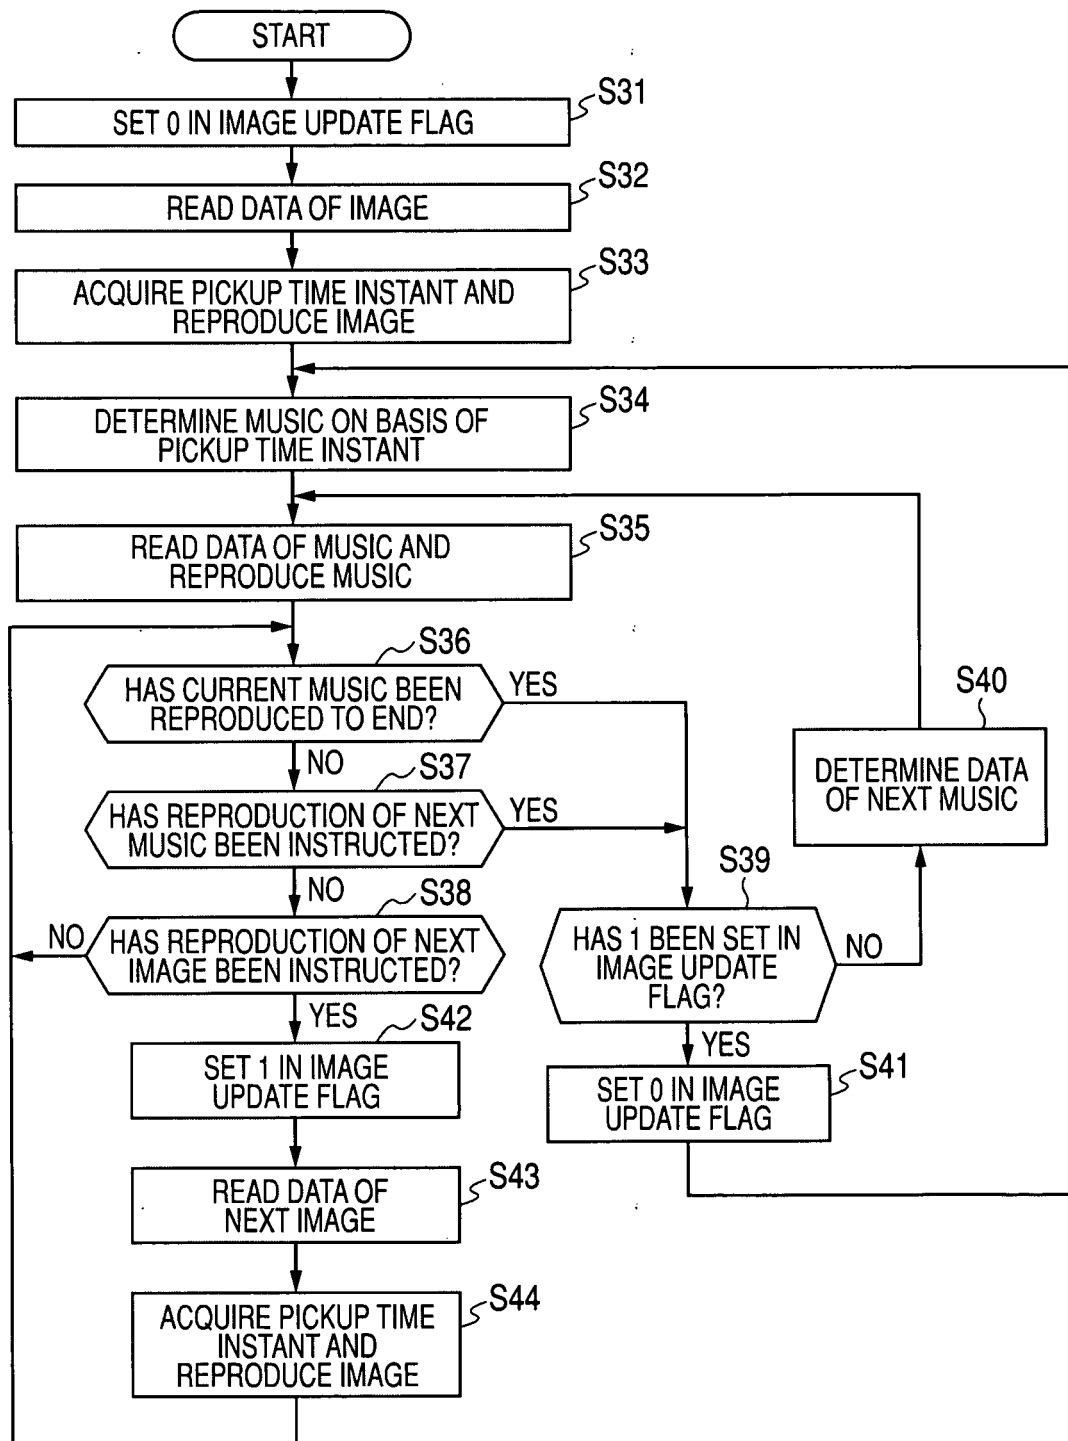 START
S31
SET 0 IN IMAGE UPDATE FLAG
S32
READ DATA OF IMAGE
S33
ACQUIRE PICKUP TIME INSTANT AND
REPRODUCE IMAGE
S34
DETERMINE MUSIC ON BASIS OF
PICKUP TIME INSTANT
S35
READ DATA OF MUSIC AND
REPRODUCE MUSIC
S36
HAS CURRENT MUSIC BEEN
REPRODUCED TO END?
YES
NO
S37
HAS REPRODUCTION OF NEXT
MUSIC BEEN INSTRUCTED?
YES
NO
S38
HAS REPRODUCTION OF NEXT
IMAGE BEEN INSTRUCTED?
NO
YES
S39
HAS 1 BEEN SET IN
IMAGE UPDATE
FLAG?
NO
YES
S40
DETERMINE DATA
OF NEXT MUSIC
S41
SET 0 IN IMAGE
UPDATE FLAG
S42
SET 1 IN IMAGE
UPDATE FLAG
S43
READ DATA OF
NEXT IMAGE
S44
ACQUIRE PICKUP TIME
INSTANT AND
REPRODUCE IMAGE